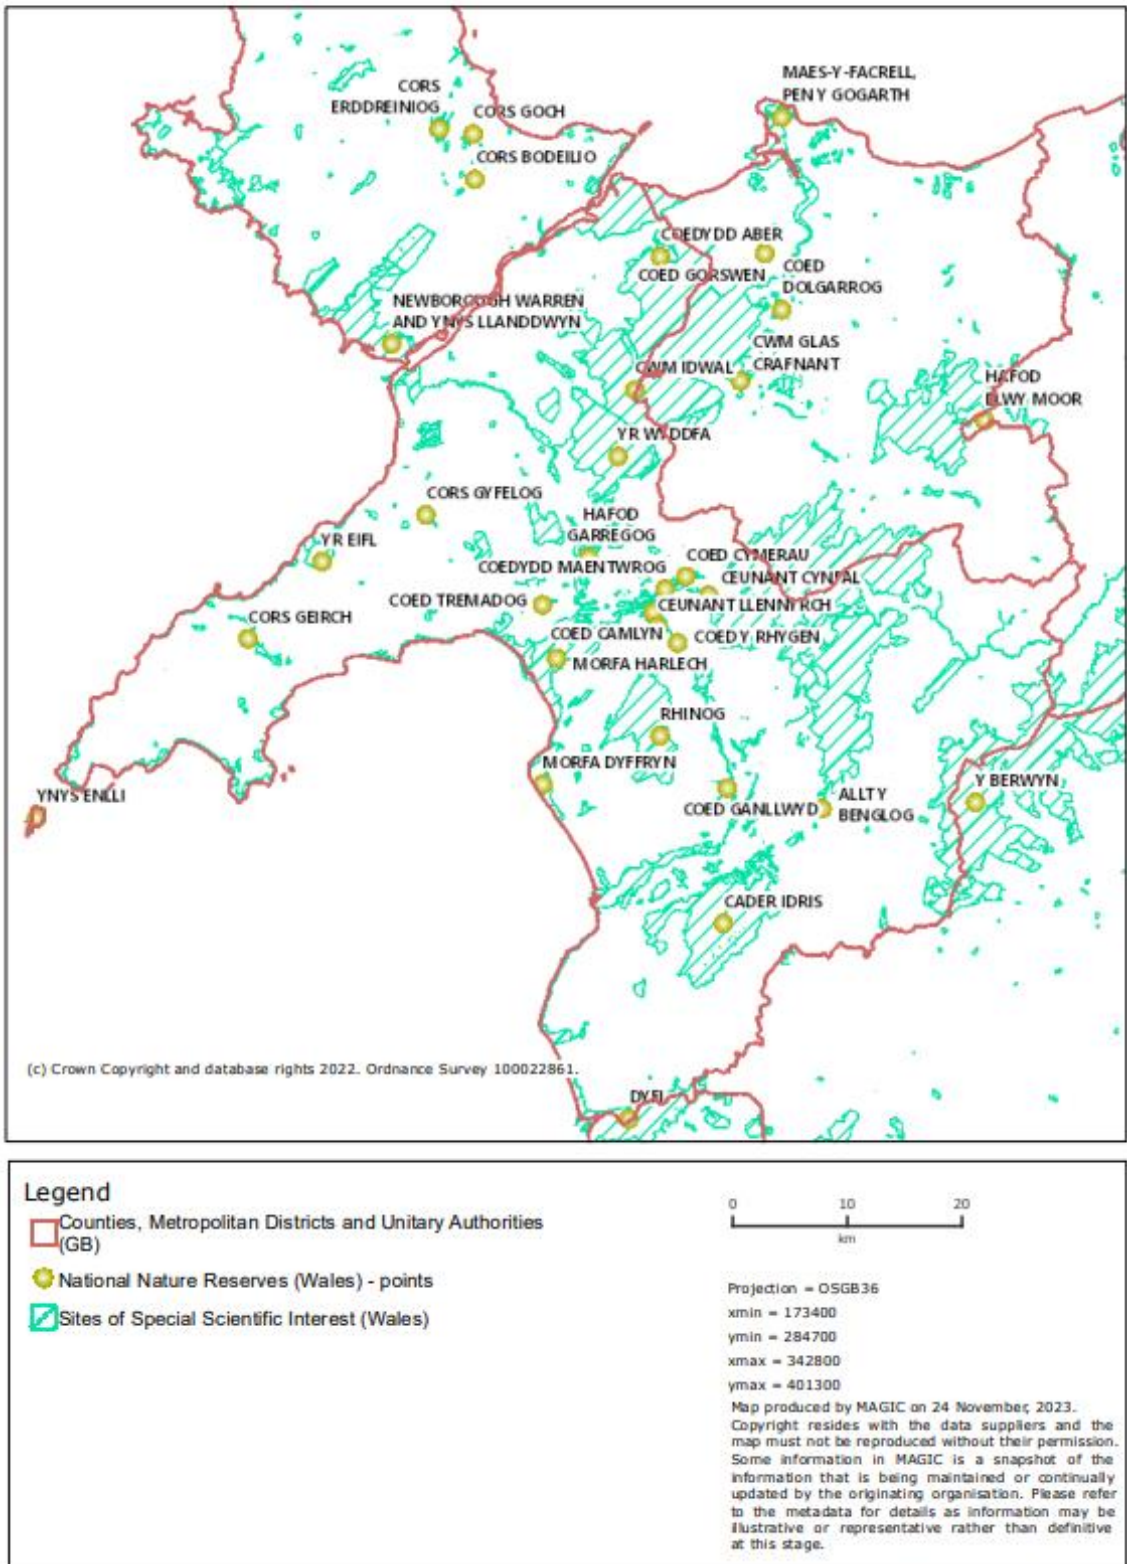 MAES-Y-FACRELL,
PEN Y GOGARTH
CORS
ERDDREINIOG
CORS GOCH
CORS BODEILIO
COEDYDD ABER
COED GORSWEN
COED
DOLGARROG
NEWBOROUGH WARREN
AND YNYS LLANDDWYN
CWM GLAS
CRAFNANT
CWM IDWAL
HAFOD
ELWY MOOR
YR WYDDFA
CORS GYFELOG
HAFOD
GARREGOG
YR EIFL
COED CYMERAU
COEDYDD MAENTWROG
CEUNANT CYNFAL
COED TREMADOG
CEUNANT LLENNYRCH
CORS GEIRCH
COED CAMLYN
COED Y RHYGEN
MORFA HARLECH
RHINOG
MORFA DYFFRYN
Y BERWYN
YNYS ENLLI
COED GANLLWYD
ALLT Y
BENGLOG
CADER IDRIS
(c) Crown Copyright and database rights 2022. Ordnance Survey 100022861.
DYFI
Legend
Counties, Metropolitan Districts and Unitary Authorities
(GB)
National Nature Reserves (Wales) - points
Sites of Special Scientific Interest (Wales)
0 10 20
km
Projection = OSGB36
xmin = 173400
ymin = 284700
xmax = 342800
ymax = 401300
Map produced by MAGIC on 24 November, 2023.
Copyright resides with the data suppliers and the
map must not be reproduced without their permission.
Some information in MAGIC is a snapshot of the
information that is being maintained or continually
updated by the originating organisation. Please refer
to the metadata for details as information may be
illustrative or representative rather than definitive
at this stage.